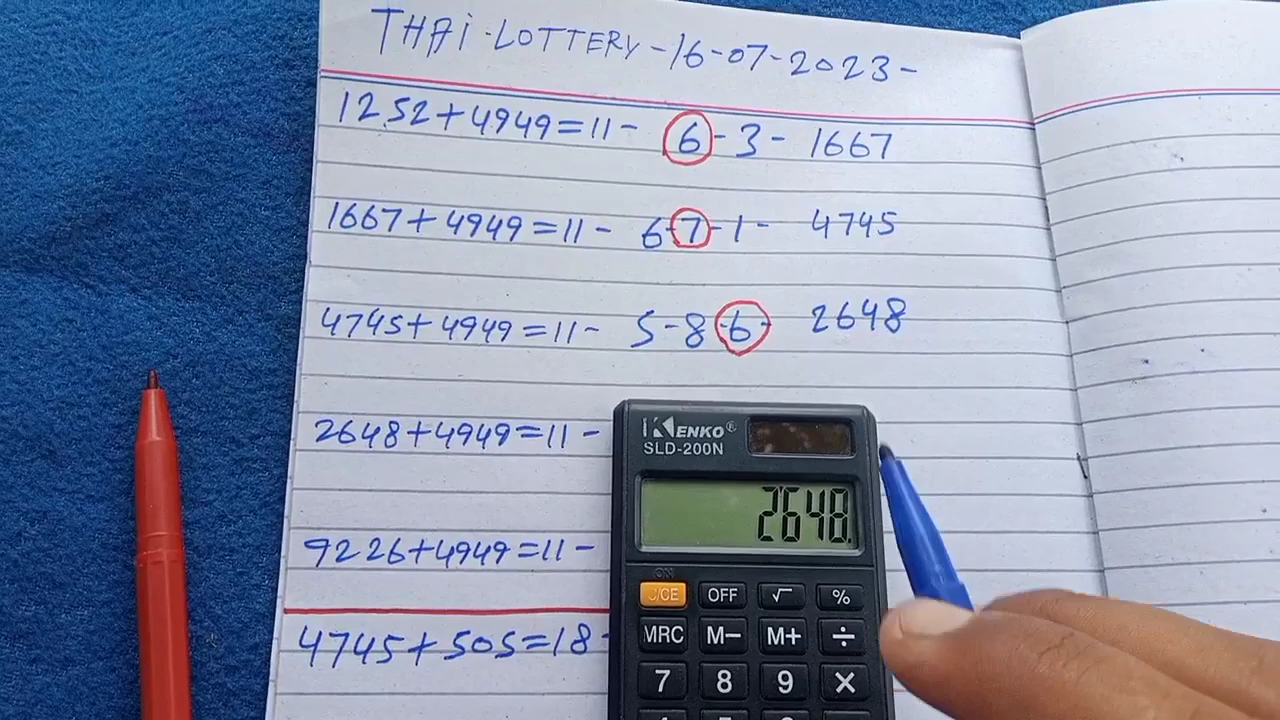 THAi - LOTTERY - 16-07-2023 -
1252+4949=11- 6-3- 1667
1667+4949=11- 6-7-1- 4745
4745+4949=11- 5-8-6- 2648
2648+4949=11-
9226+4949=11-
4745+505=18-
KENKO®
SLD-200N
2648.
ON
C/CE OFF √ %
MRC M− M+ ÷
7 8 9 X